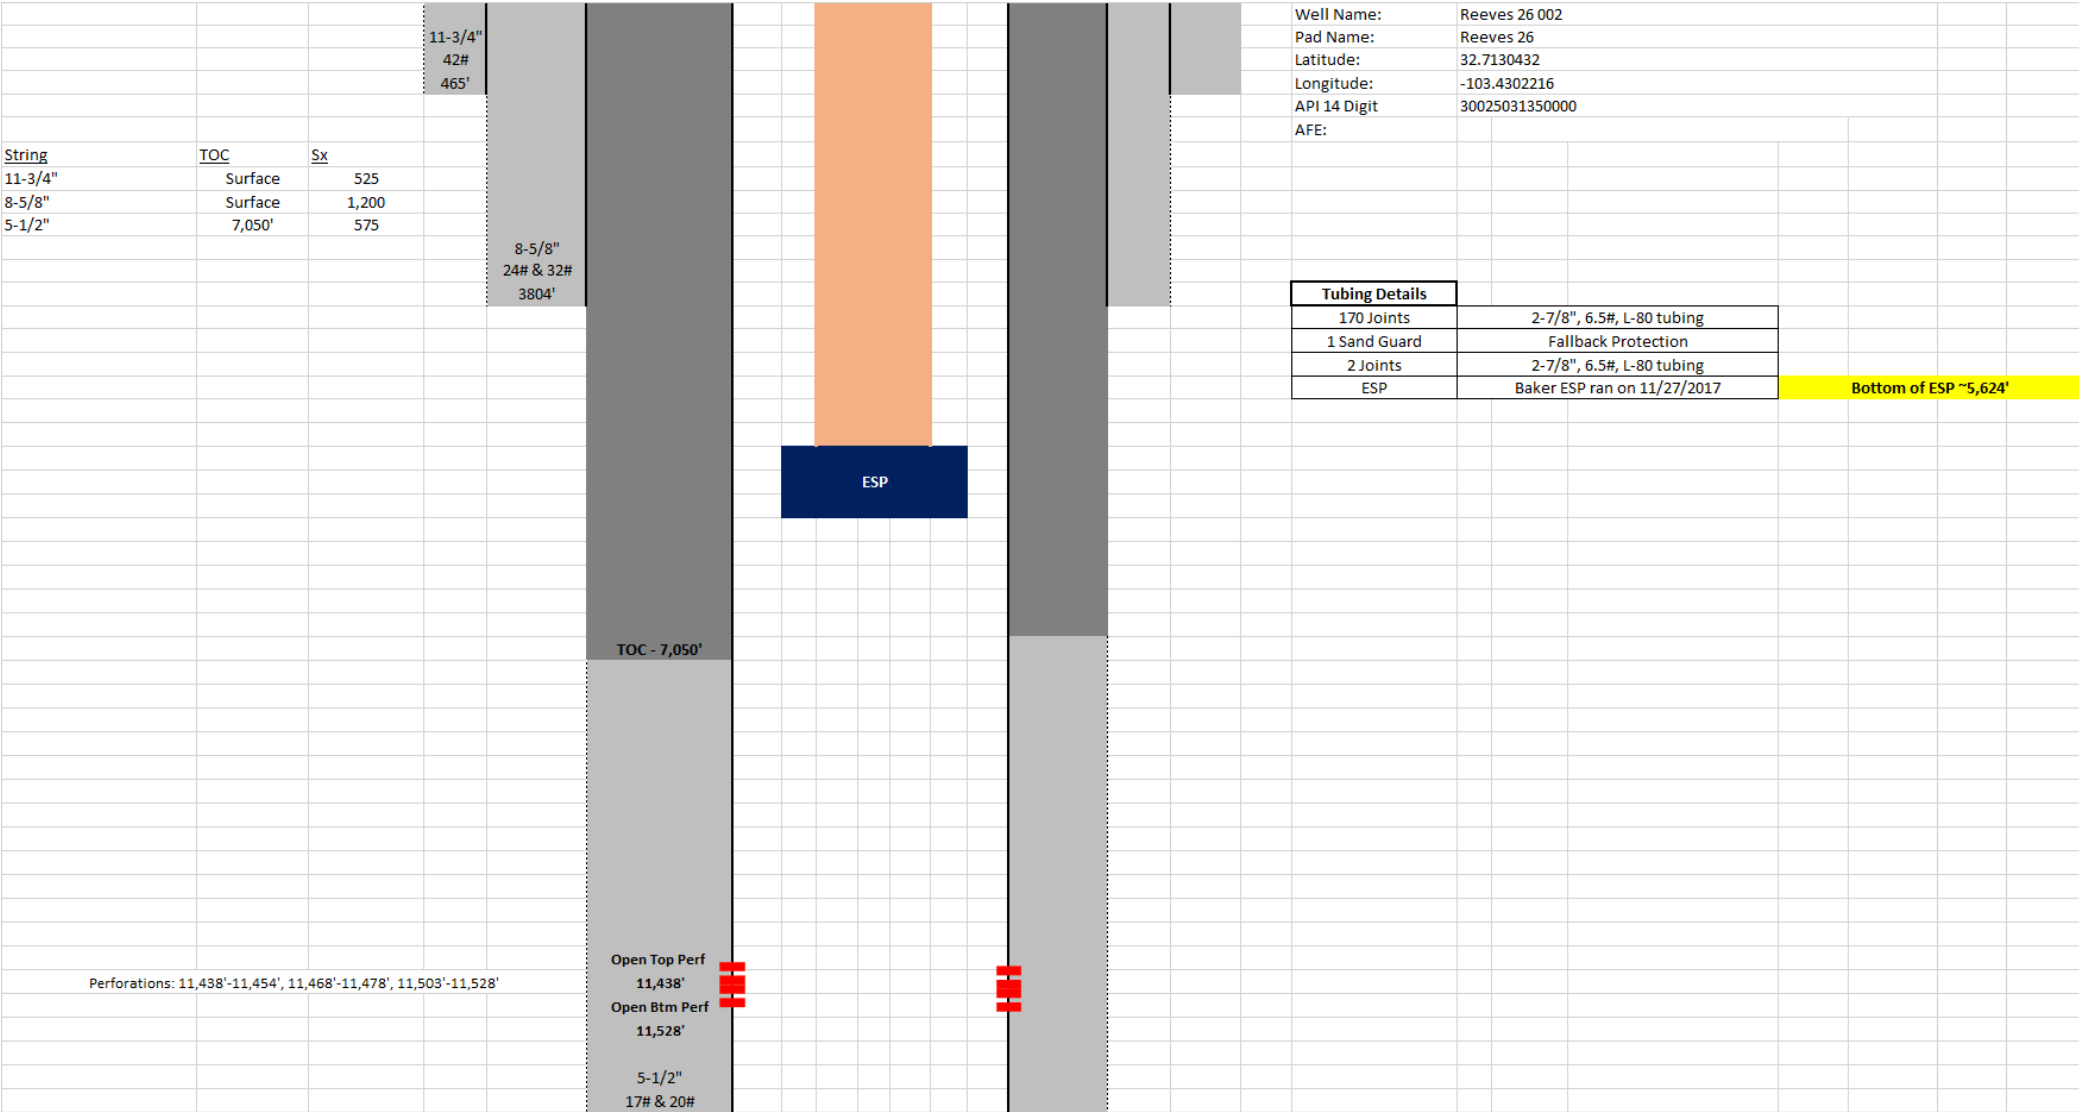 Well Name: Reeves 26 002
11-3/4"
42#
465'
Pad Name: Reeves 26
Latitude: 32.7130432
Longitude: -103.4302216
API 14 Digit 30025031350000
AFE:
String TOC Sx
11-3/4" Surface 525
8-5/8" Surface 1,200
5-1/2" 7,050' 575
8-5/8"
24# & 32#
3804'
Tubing Details
170 Joints 2-7/8", 6.5#, L-80 tubing
1 Sand Guard Fallback Protection
2 Joints 2-7/8", 6.5#, L-80 tubing
ESP Baker ESP ran on 11/27/2017 Bottom of ESP ~5,624'
ESP
TOC - 7,050'
Open Top Perf
Perforations: 11,438'-11,454', 11,468'-11,478', 11,503'-11,528'
11,438'
Open Btm Perf
11,528'
5-1/2"
17# & 20#